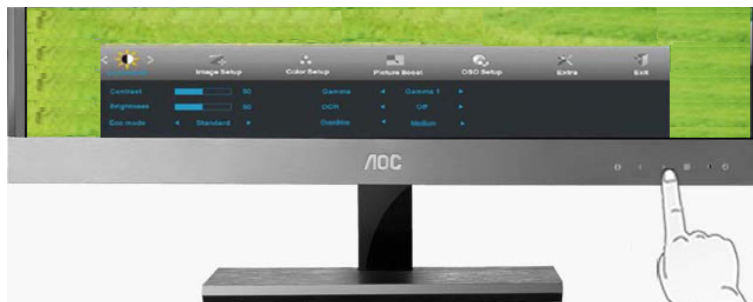 Image Setup Color Setup Picture Boost OSD Setup Extra Exit
Contrast 50 Gamma Gamma 1
Brightness 50 DCR Off
Eco mode Standard Overdrive Medium
AOC